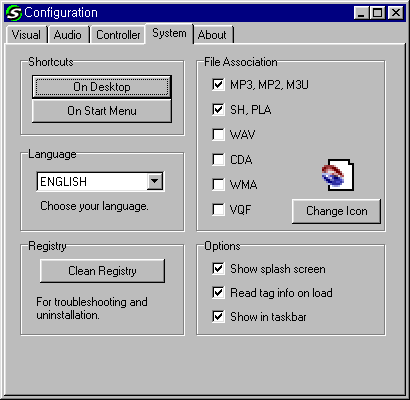 Configuration
Visual Audio Controller System About
Shortcuts
On Desktop
On Start Menu
Language
ENGLISH
Choose your language.
Registry
Clean Registry
For troubleshooting and
uninstallation.
File Association
MP3, MP2, M3U
SH, PLA
WAV
CDA
WMA
VQF
Change Icon
Options
Show splash screen
Read tag info on load
Show in taskbar